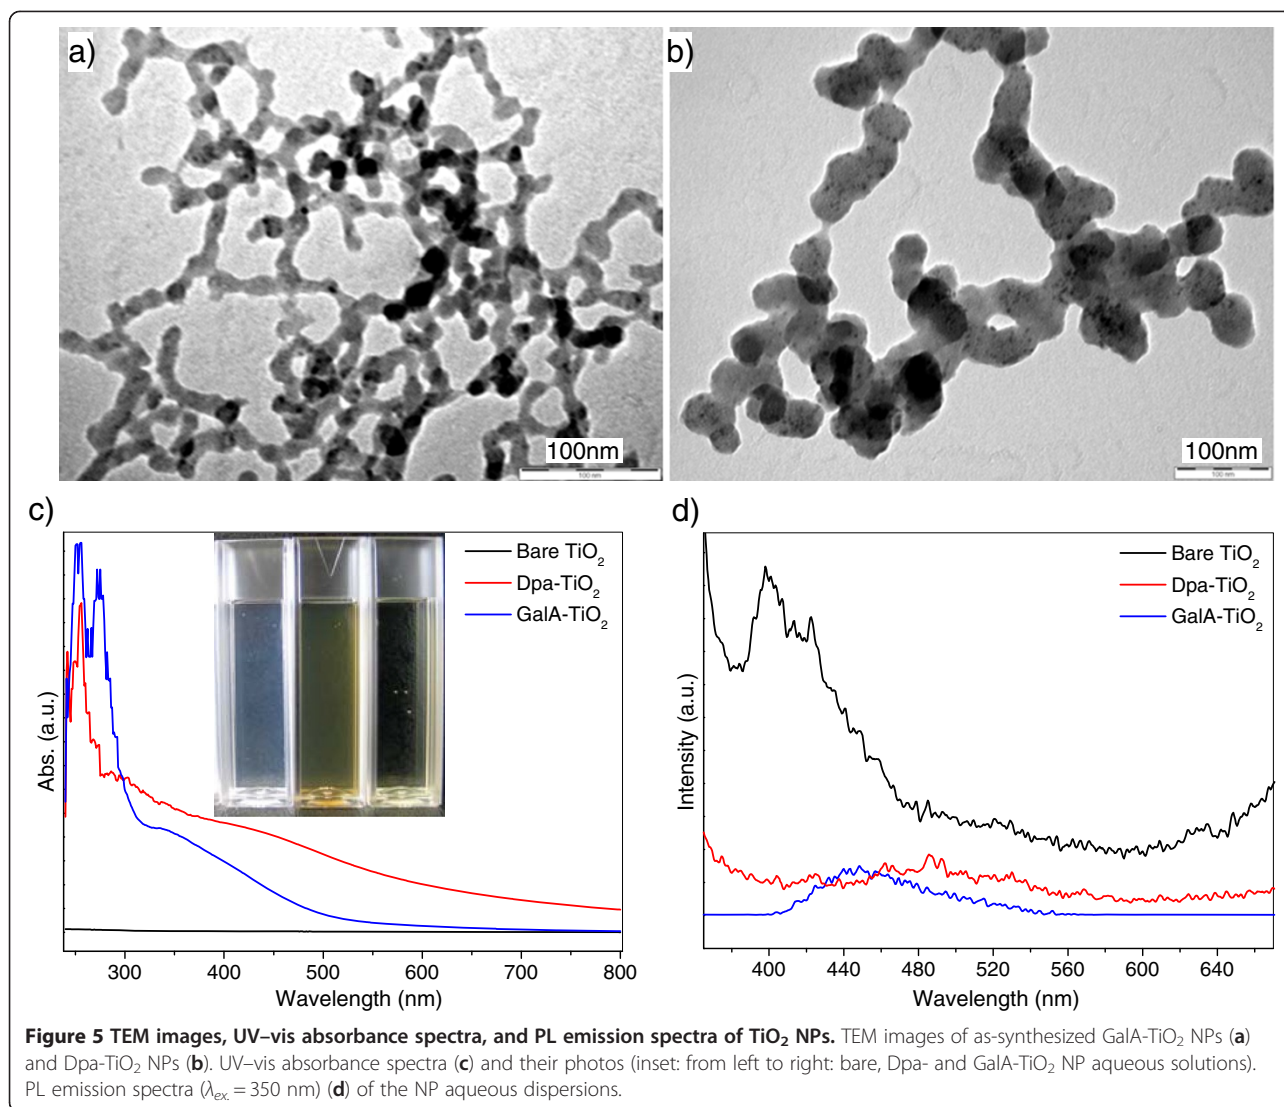 a)
100nm
100 nm
b)
100nm
100 nm
c)
Bare TiO2
Dpa-TiO2
GalA-TiO2
Abs. (a.u.)
300 400 500 600 700 800
Wavelength (nm)
d)
Bare TiO2
Dpa-TiO2
GalA-TiO2
Intensity (a.u.)
400 440 480 520 560 600 640
Wavelength (nm)
Figure 5 TEM images, UV–vis absorbance spectra, and PL emission spectra of TiO2 NPs. TEM images of as-synthesized GalA-TiO2 NPs (a)
and Dpa-TiO2 NPs (b). UV–vis absorbance spectra (c) and their photos (inset: from left to right: bare, Dpa- and GalA-TiO2 NP aqueous solutions).
PL emission spectra (λex. = 350 nm) (d) of the NP aqueous dispersions.